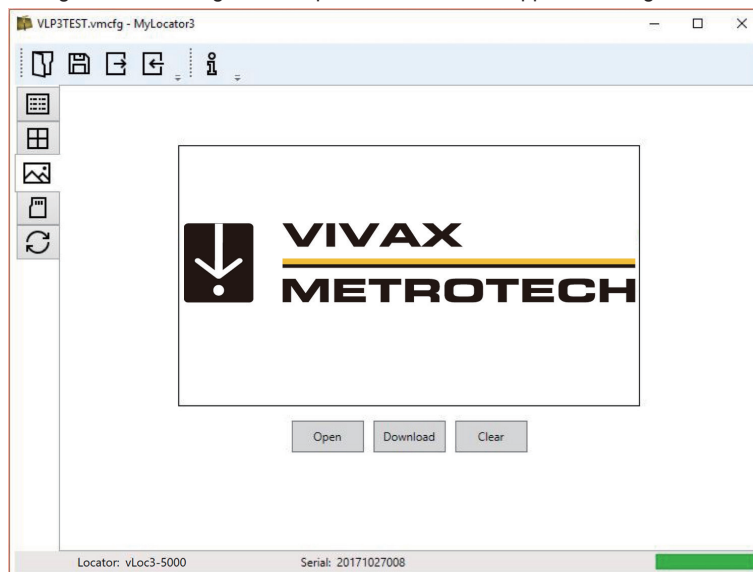 VLP3TEST.vmcfg - MyLocator3
VIVAX
METROTECH
Open Download Clear
Locator: vLoc3-5000 Serial: 20171027008